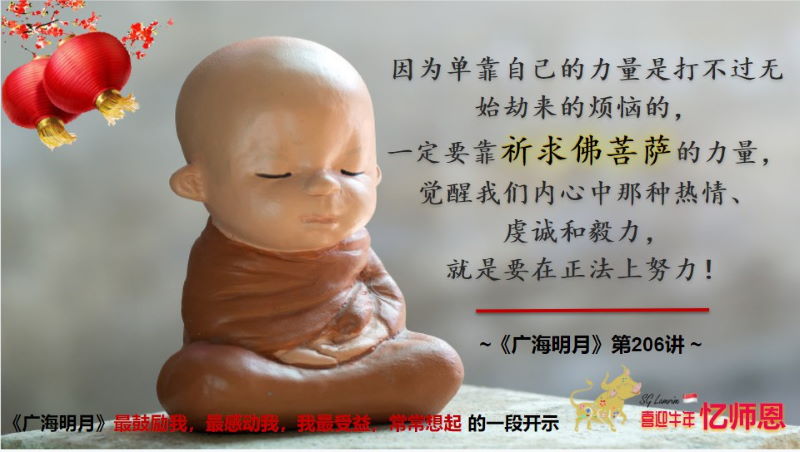 因为单靠自己的力量是打不过无
始劫来的烦恼的，
一定要靠祈求佛菩萨的力量，
觉醒我们内心中那种热情、
虔诚和毅力，
就是要在正法上努力！
~《广海明月》第206讲 ~
SG Lamrim
喜迎牛年 忆师恩
《广海明月》最鼓励我，最感动我，我最受益，常常想起 的一段开示